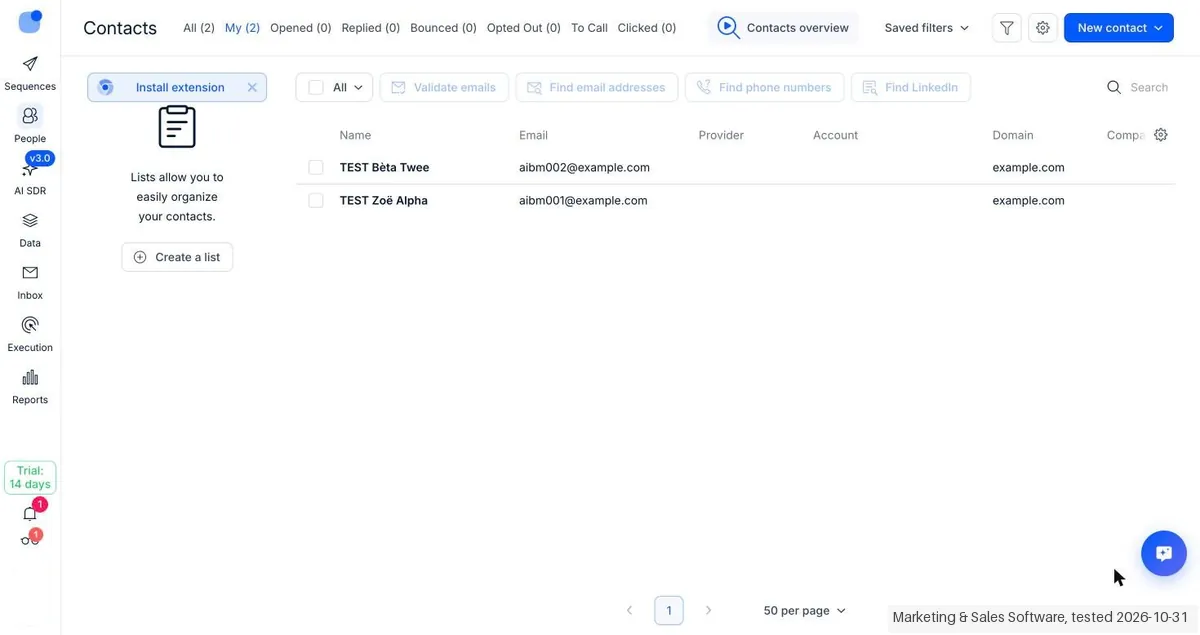 Contacts
All (2) My (2) Opened (0) Replied (0) Bounced (0) Opted Out (0) To Call Clicked (0)
Contacts overview
Saved filters
New contact
Sequences
People
v3.0
AI SDR
Data
Inbox
Execution
Reports
Trial:
14 days
1
1
Install extension
Lists allow you to
easily organize
your contacts.
Create a list
All
Validate emails
Find email addresses
Find phone numbers
Find LinkedIn
Search
Name Email Provider Account Domain Compa
TEST Bèta Twee aibm002@example.com example.com
TEST Zoë Alpha aibm001@example.com example.com
1
50 per page
Marketing & Sales Software, tested 2026-10-31